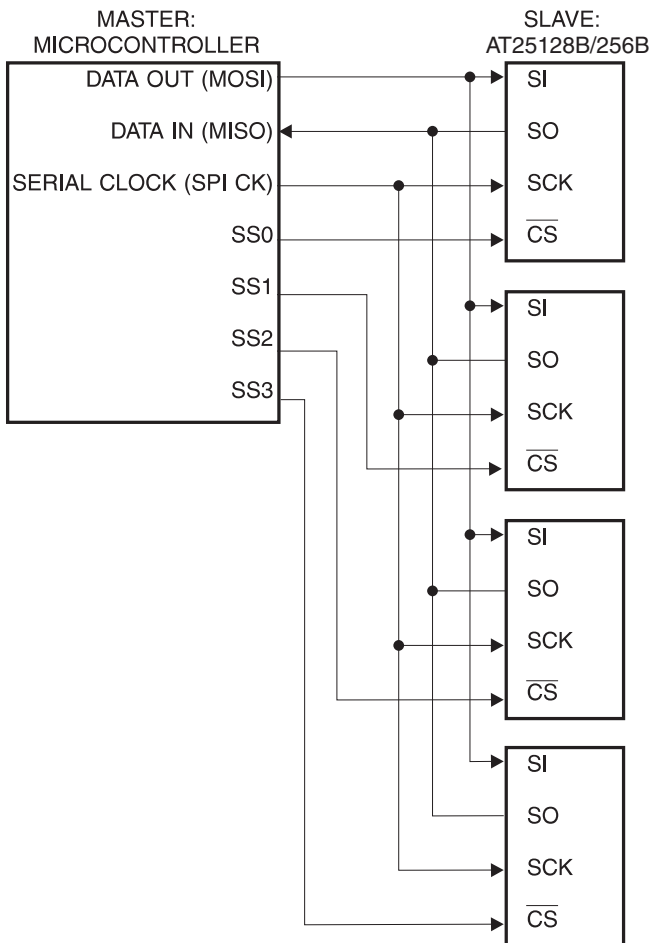 MASTER:
MICROCONTROLLER
DATA OUT (MOSI)
DATA IN (MISO)
SERIAL CLOCK (SPI CK)
SS0
SS1
SS2
SS3
SLAVE:
AT25128B/256B
SI
SO
SCK
CS
SI
SO
SCK
CS
SI
SO
SCK
CS
SI
SO
SCK
CS